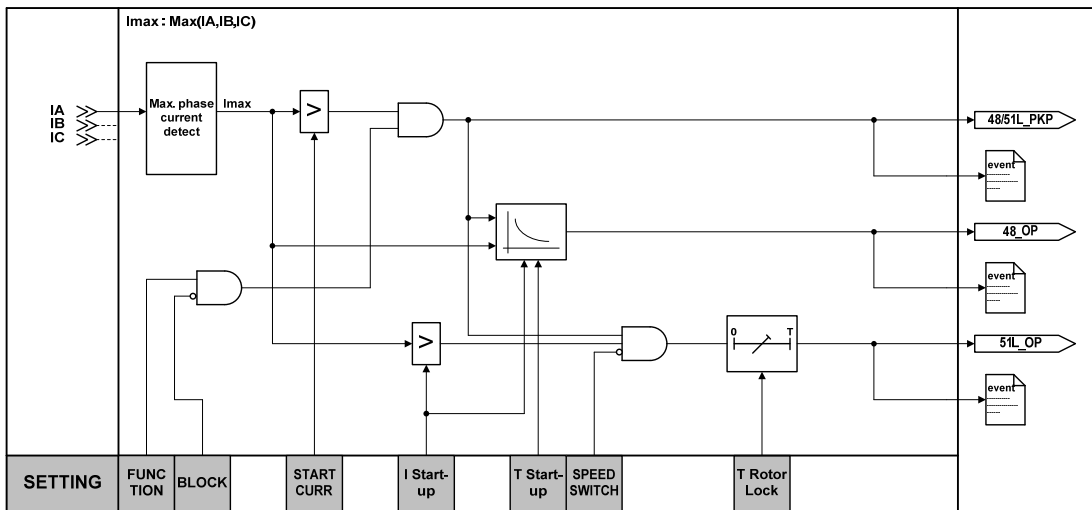 Imax : Max(IA,IB,IC)
IA
IB
IC
Max. phase
current
detect
Imax
>
>
0 T
48/51L_PKP
event
48_OP
event
51L_OP
event
SETTING
FUNC
TION
BLOCK
START
CURR
I Start-
up
T Start-
up
SPEED
SWITCH
T Rotor
Lock